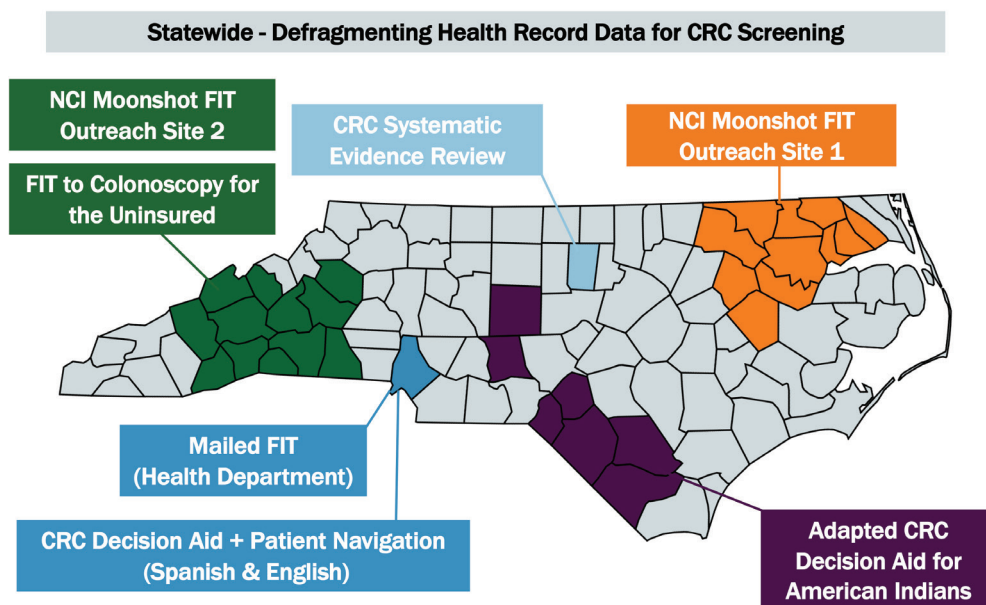 Statewide - Defragmenting Health Record Data for CRC Screening
NCI Moonshot FIT
Outreach Site 2
CRC Systematic
Evidence Review
NCI Moonshot FIT
Outreach Site 1
FIT to Colonoscopy for
the Uninsured
Mailed FIT
(Health Department)
CRC Decision Aid + Patient Navigation
(Spanish & English)
Adapted CRC
Decision Aid for
American Indians